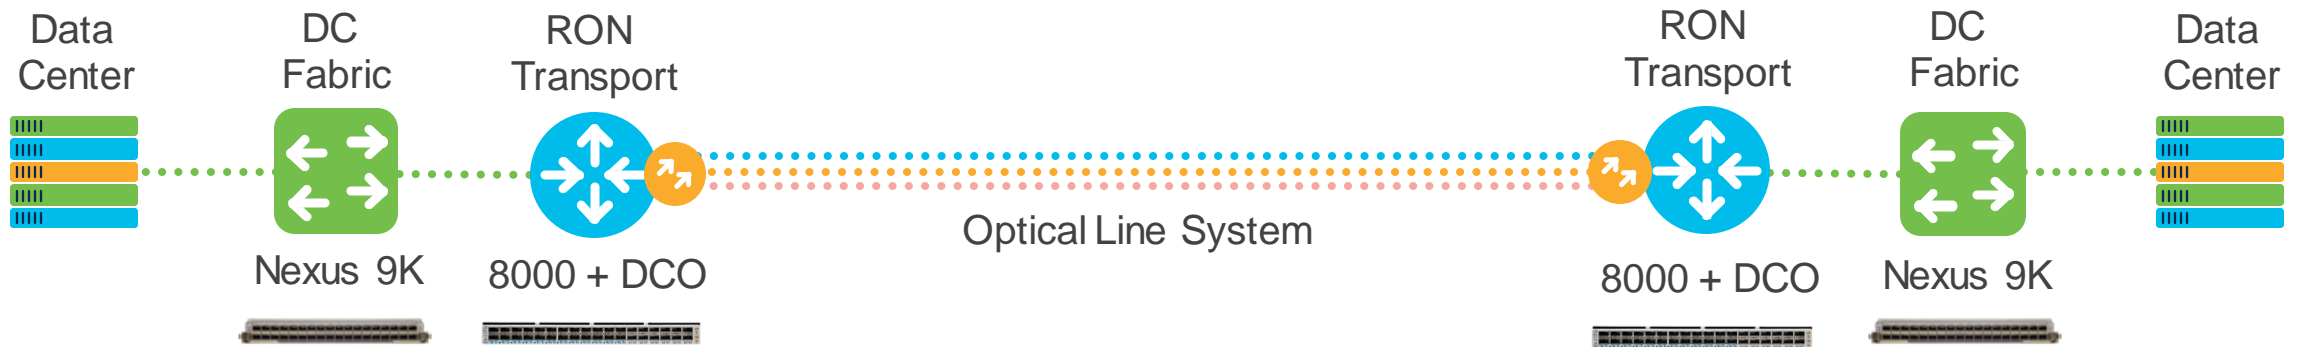 Data
Center
DC
Fabric
RON
Transport
RON
Transport
DC
Fabric
Data
Center
Optical Line System
Nexus 9K
8000 + DCO
8000 + DCO
Nexus 9K